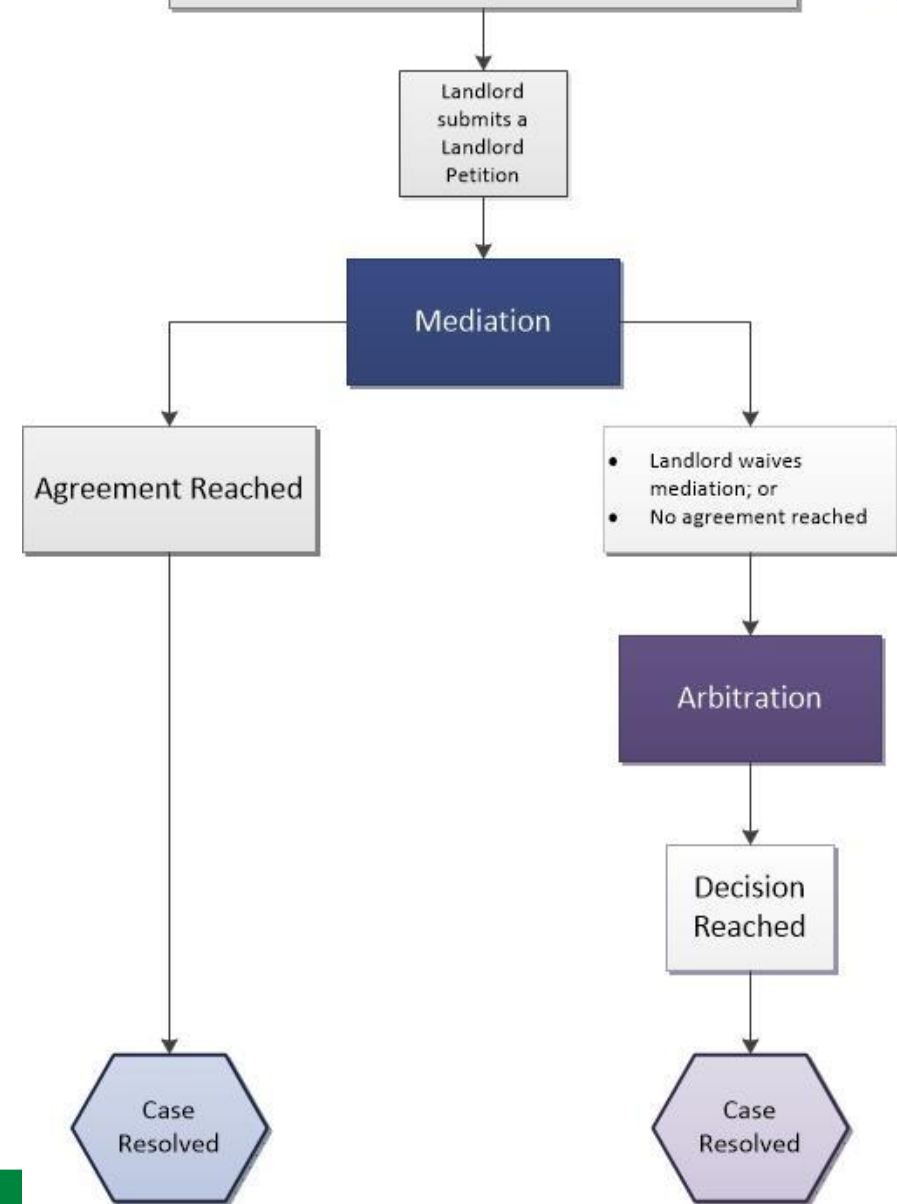 Landlord
submits a
Landlord
Petition
Mediation
Agreement Reached
• Landlord waives
mediation; or
• No agreement reached
Arbitration
Decision
Reached
Case
Resolved
Case
Resolved